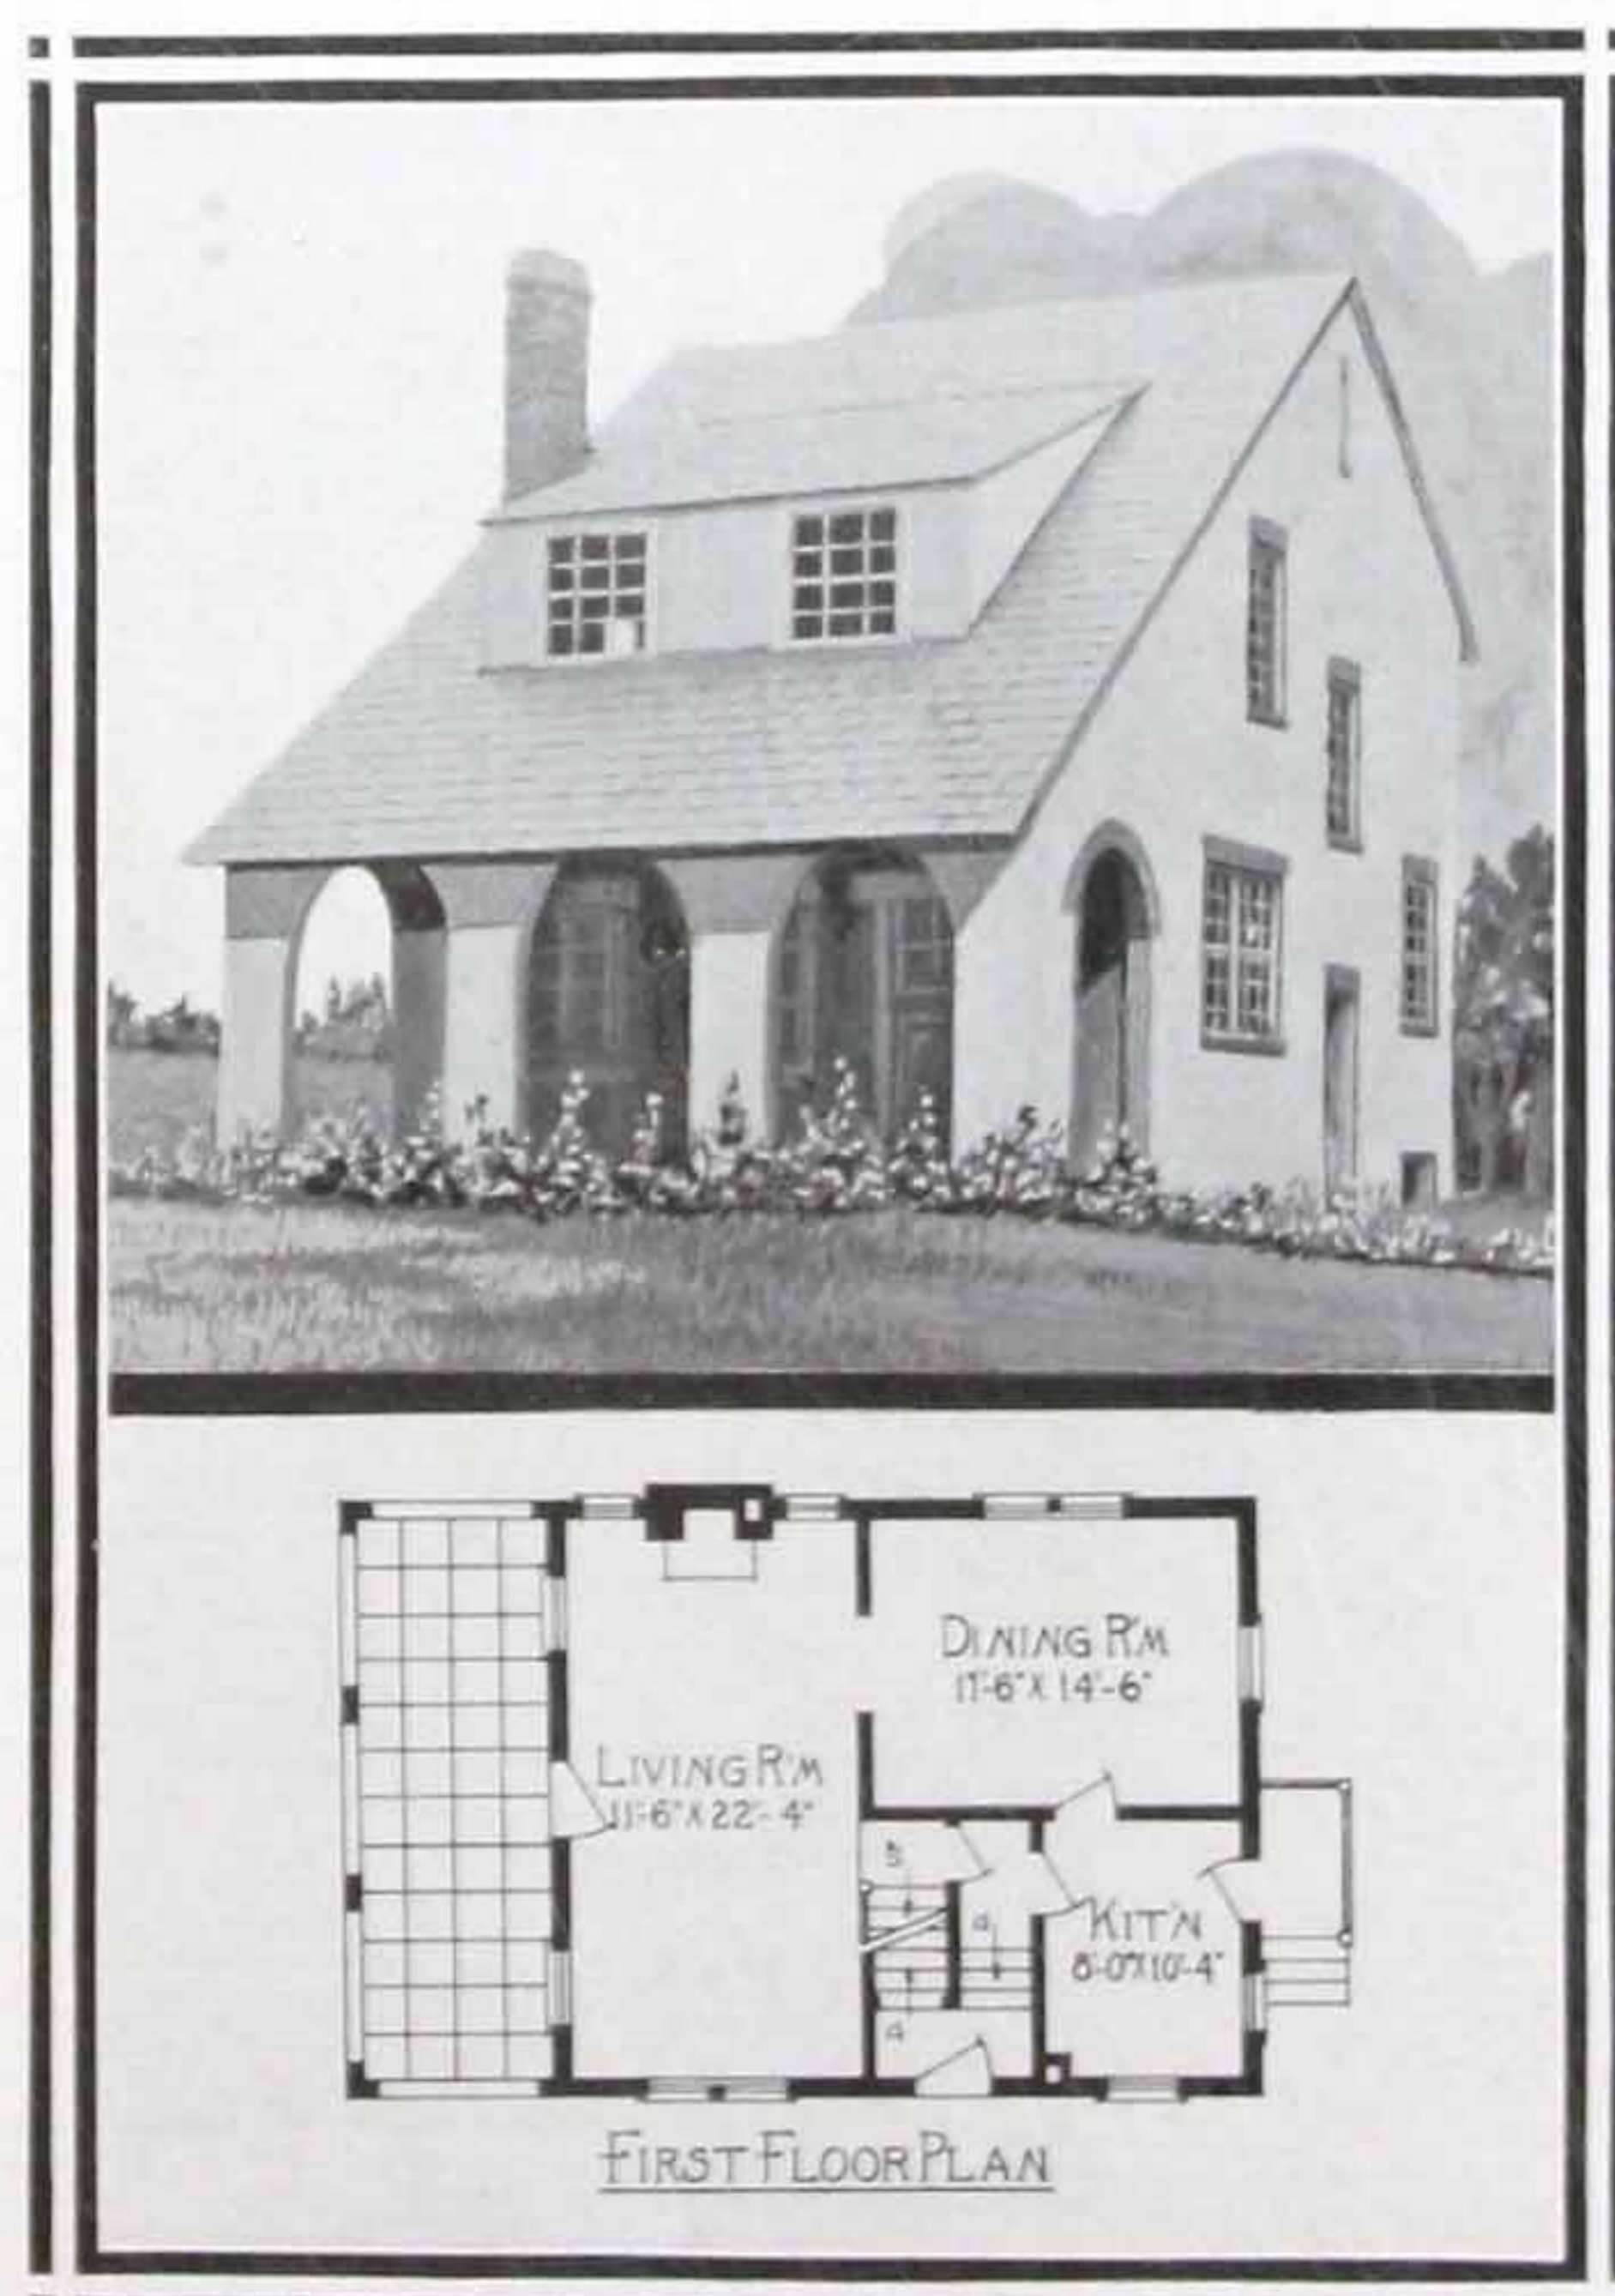 DINING R'M
11'-6" X 14'-6"
LIVING R'M
11'-6" X 22'-4"
KIT'N
8'-0" X 10'-4"
FIRST FLOOR PLAN